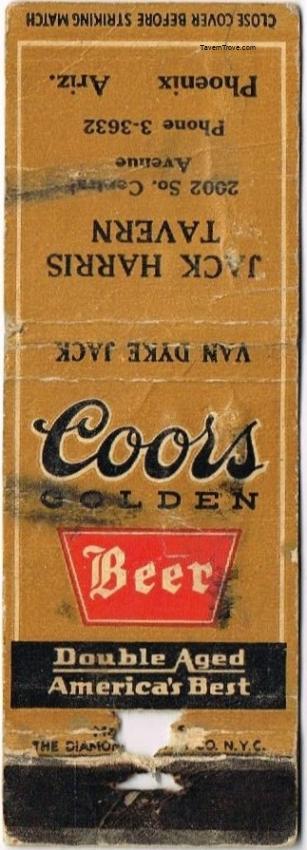 CLOSE COVER BEFORE STRIKING MATCH
TavernTrove.com
Phoenix Ariz.
Phone 3-3632
Avenue
2002 So. Central
JACK HARRIS
TAVERN
VAN DYKE JACK
Coors
GOLDEN
Beer
Double Aged
America's Best
THE DIAMON CO. N.Y.C.